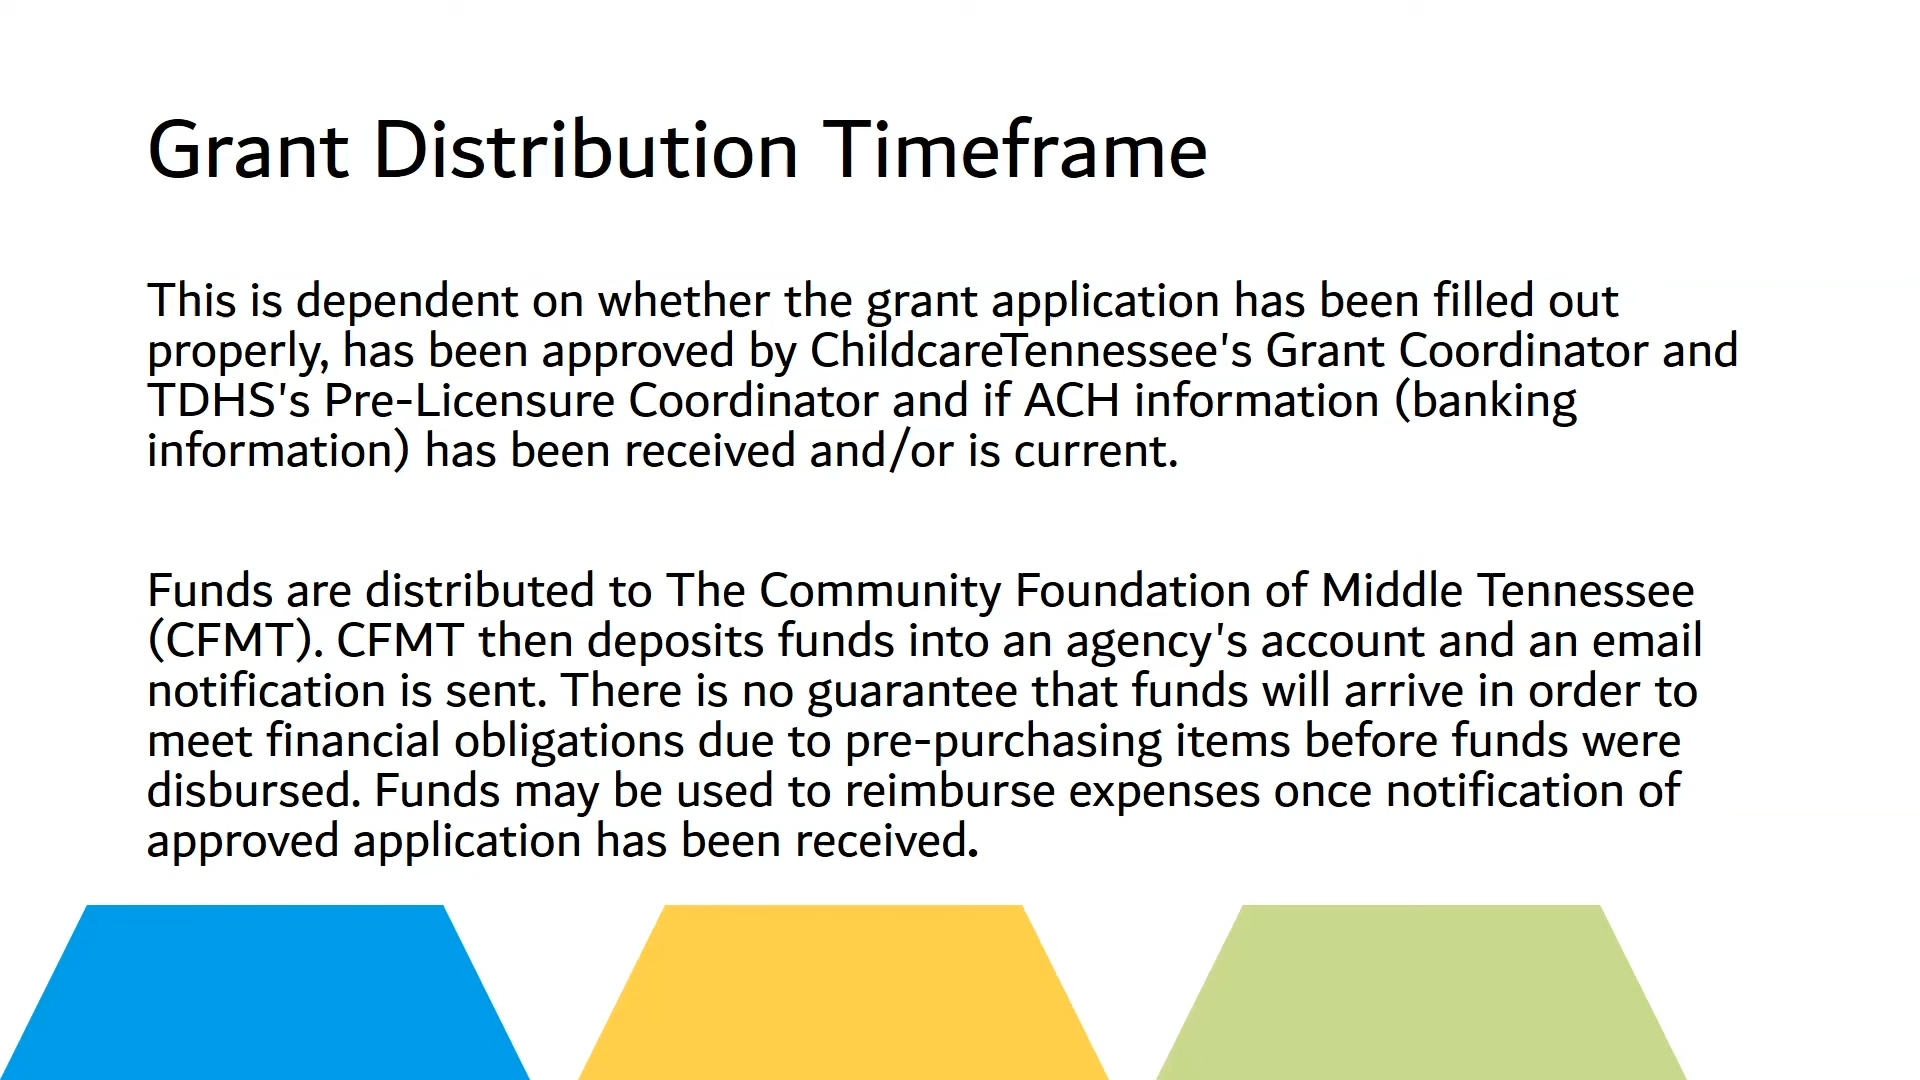 Grant Distribution Timeframe
This is dependent on whether the grant application has been filled out
properly, has been approved by ChildcareTennessee's Grant Coordinator and
TDHS's Pre-Licensure Coordinator and if ACH information (banking
information) has been received and/or is current.
Funds are distributed to The Community Foundation of Middle Tennessee
(CFMT). CFMT then deposits funds into an agency's account and an email
notification is sent. There is no guarantee that funds will arrive in order to
meet financial obligations due to pre-purchasing items before funds were
disbursed. Funds may be used to reimburse expenses once notification of
approved application has been received.